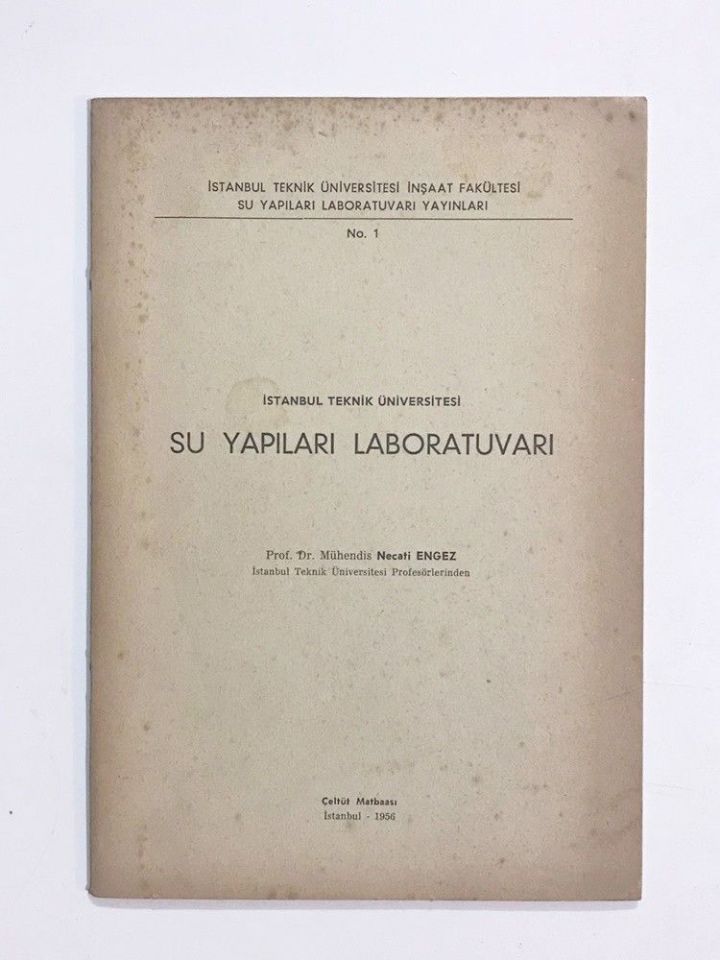 İSTANBUL TEKNİK ÜNİVERSİTESİ İNŞAAT FAKÜLTESİ
SU YAPILARI LABORATUVARI YAYINLARI
No. 1
İSTANBUL TEKNİK ÜNİVERSİTESİ
SU YAPILARI LABORATUVARI
Prof. Dr. Mühendis Necati ENGEZ
İstanbul Teknik Üniversitesi Profesörlerinden
Çeltüt Matbaası
İstanbul - 1956